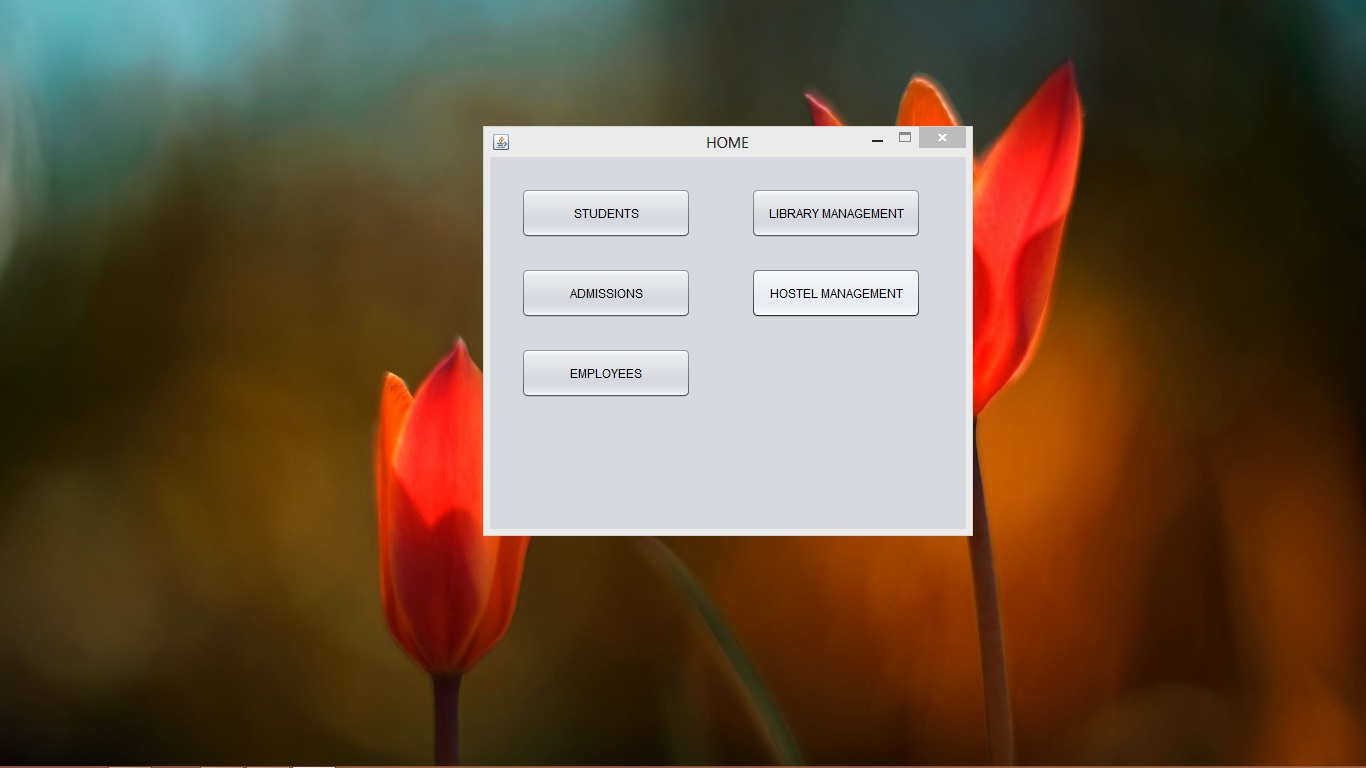 HOME
STUDENTS
LIBRARY MANAGEMENT
ADMISSIONS
HOSTEL MANAGEMENT
EMPLOYEES